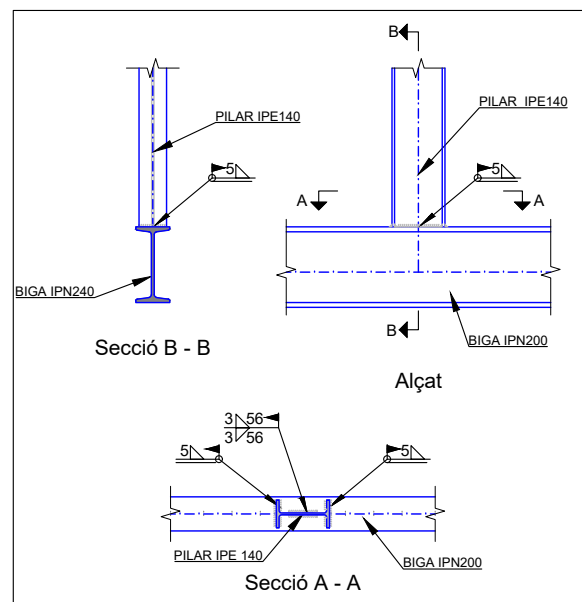 B
PILAR IPE140
PILAR IPE140
5
5
A
A
BIGA IPN240
B
BIGA IPN200
Secció B - B
Alçat
3 56
3 56
5
5
PILAR IPE 140
BIGA IPN200
Secció A - A